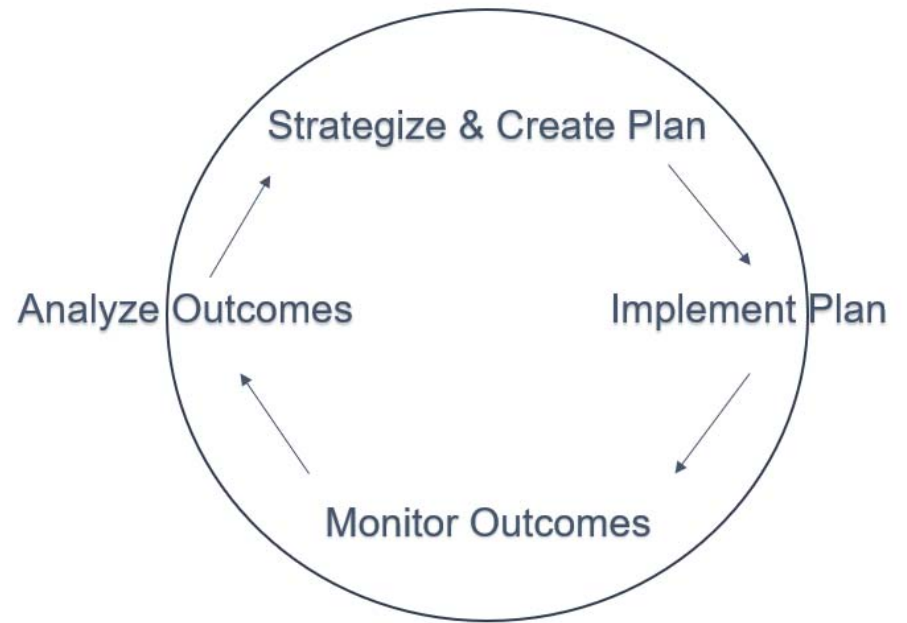 Strategize & Create Plan
Analyze Outcomes
Implement Plan
Monitor Outcomes